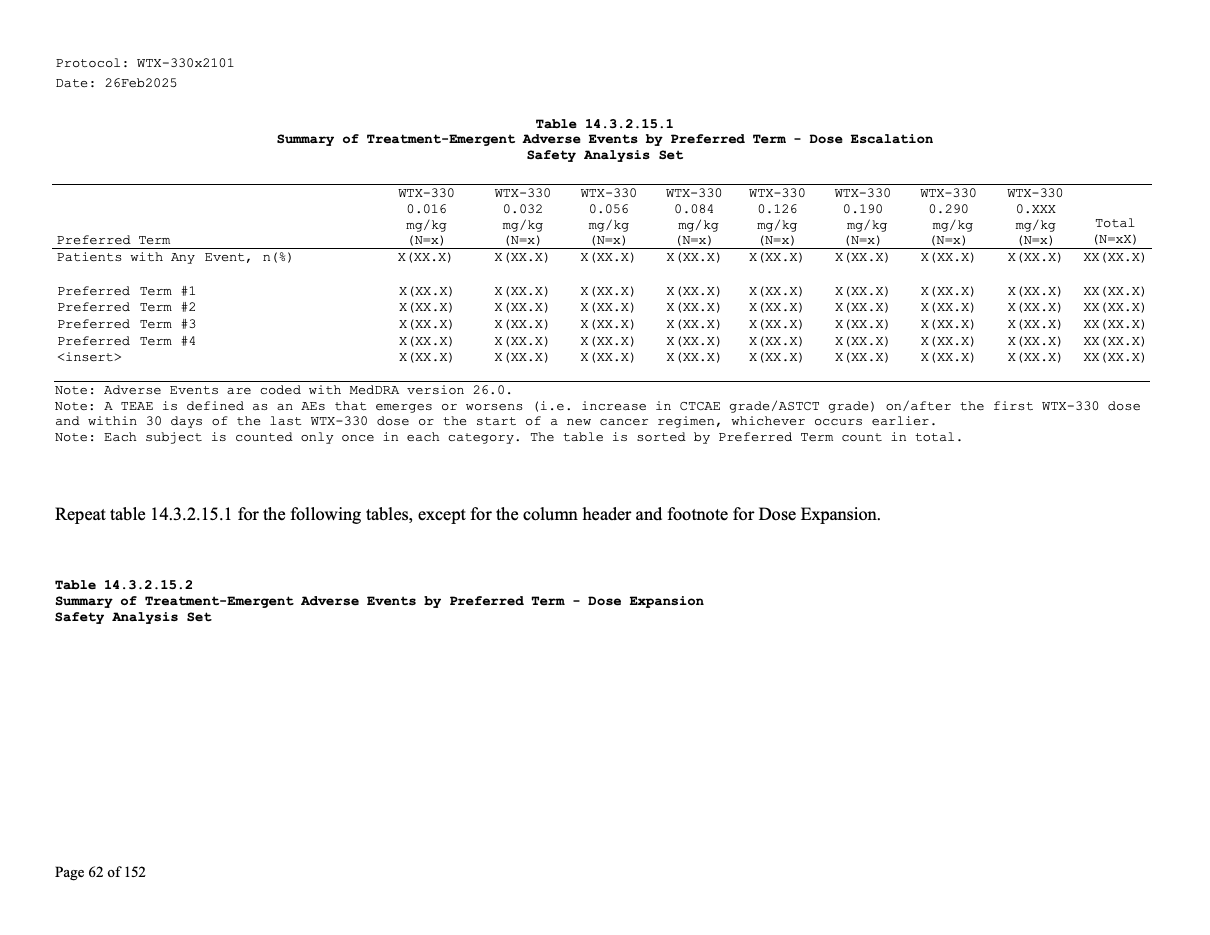 Protocol: WTX-330x2101
Date: 26Feb2025
Table 14.3.2.15.1
Summary of Treatment-Emergent Adverse Events by Preferred Term - Dose Escalation
Safety Analysis Set
WTX-330 WTX-330 WTX-330 WTX-330 WTX-330 WTX-330 WTX-330 WTX-330
0.016 0.032 0.056 0.084 0.126 0.190 0.290 0.XXX
mg/kg mg/kg mg/kg mg/kg mg/kg mg/kg mg/kg mg/kg Total
Preferred Term (N=x) (N=x) (N=x) (N=x) (N=x) (N=x) (N=x) (N=x) (N=xX)
Patients with Any Event, n(%) X(XX.X) X(XX.X) X(XX.X) X(XX.X) X(XX.X) X(XX.X) X(XX.X) X(XX.X) XX(XX.X)
Preferred Term #1 X(XX.X) X(XX.X) X(XX.X) X(XX.X) X(XX.X) X(XX.X) X(XX.X) X(XX.X) XX(XX.X)
Preferred Term #2 X(XX.X) X(XX.X) X(XX.X) X(XX.X) X(XX.X) X(XX.X) X(XX.X) X(XX.X) XX(XX.X)
Preferred Term #3 X(XX.X) X(XX.X) X(XX.X) X(XX.X) X(XX.X) X(XX.X) X(XX.X) X(XX.X) XX(XX.X)
Preferred Term #4 X(XX.X) X(XX.X) X(XX.X) X(XX.X) X(XX.X) X(XX.X) X(XX.X) X(XX.X) XX(XX.X)
<insert> X(XX.X) X(XX.X) X(XX.X) X(XX.X) X(XX.X) X(XX.X) X(XX.X) X(XX.X) XX(XX.X)
Note: Adverse Events are coded with MedDRA version 26.0.
Note: A TEAE is defined as an AEs that emerges or worsens (i.e. increase in CTCAE grade/ASTCT grade) on/after the first WTX-330 dose
and within 30 days of the last WTX-330 dose or the start of a new cancer regimen, whichever occurs earlier.
Note: Each subject is counted only once in each category. The table is sorted by Preferred Term count in total.
Repeat table 14.3.2.15.1 for the following tables, except for the column header and footnote for Dose Expansion.
Table 14.3.2.15.2
Summary of Treatment-Emergent Adverse Events by Preferred Term - Dose Expansion
Safety Analysis Set
Page 62 of 152